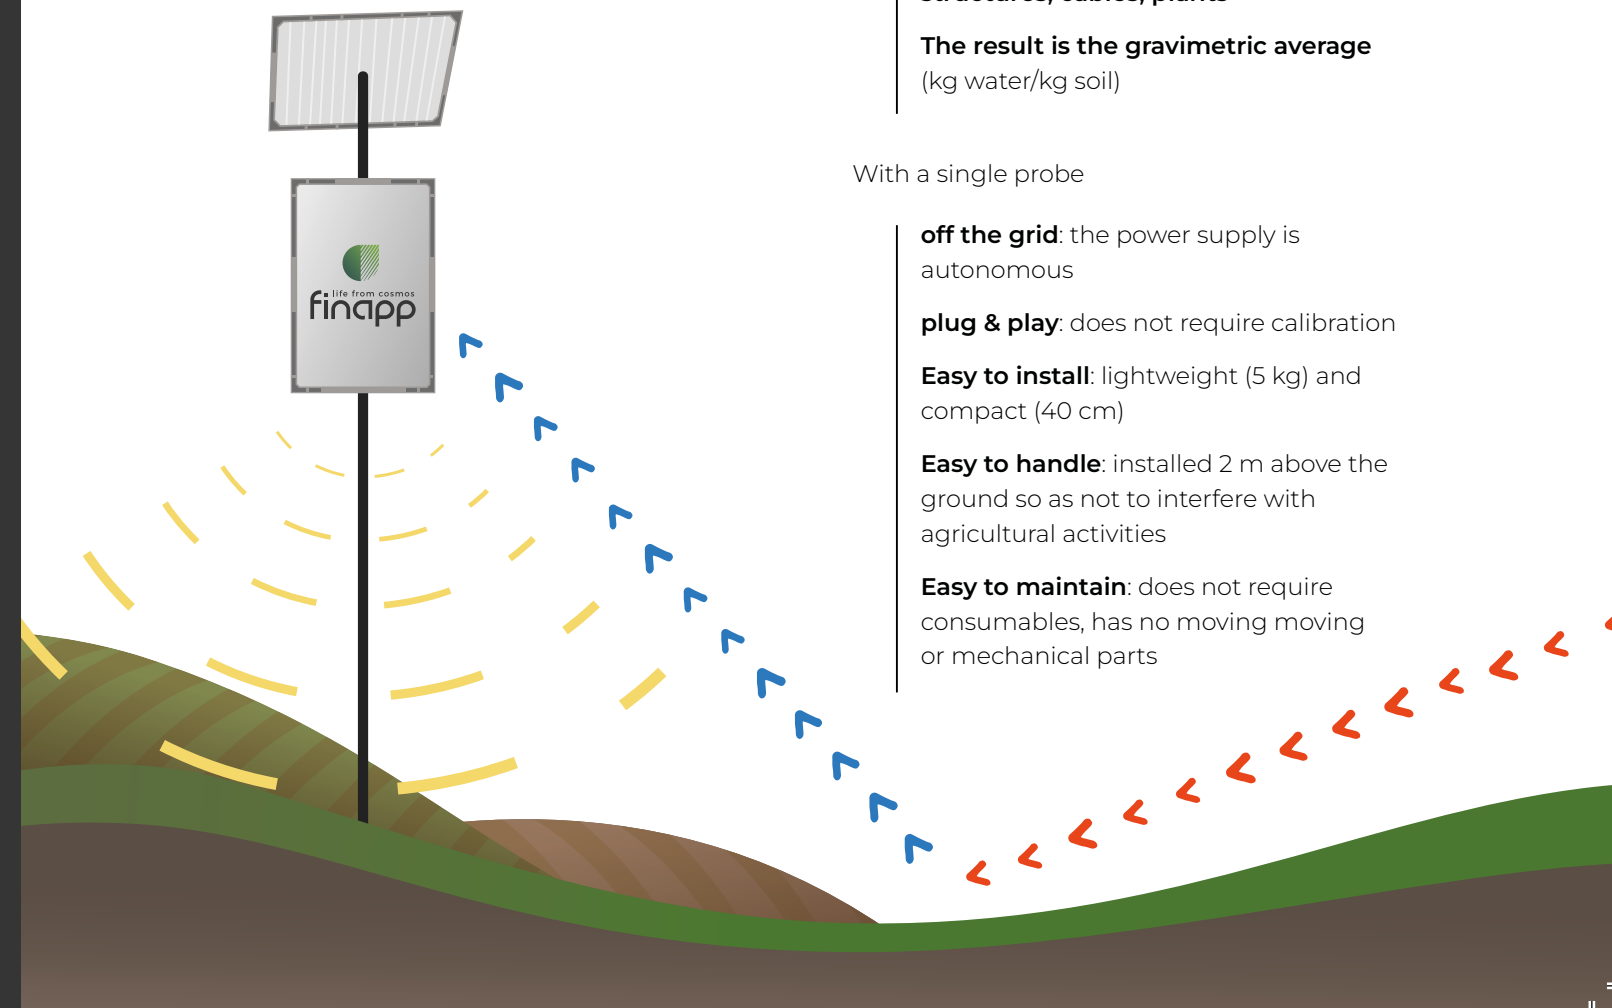 structures, cables, plants
The result is the gravimetric average
(kg water/kg soil)
With a single probe
off the grid: the power supply is
autonomous
plug & play: does not require calibration
Easy to install: lightweight (5 kg) and
compact (40 cm)
Easy to handle: installed 2 m above the
ground so as not to interfere with
agricultural activities
Easy to maintain: does not require
consumables, has no moving moving
or mechanical parts
life from cosmos
finapp